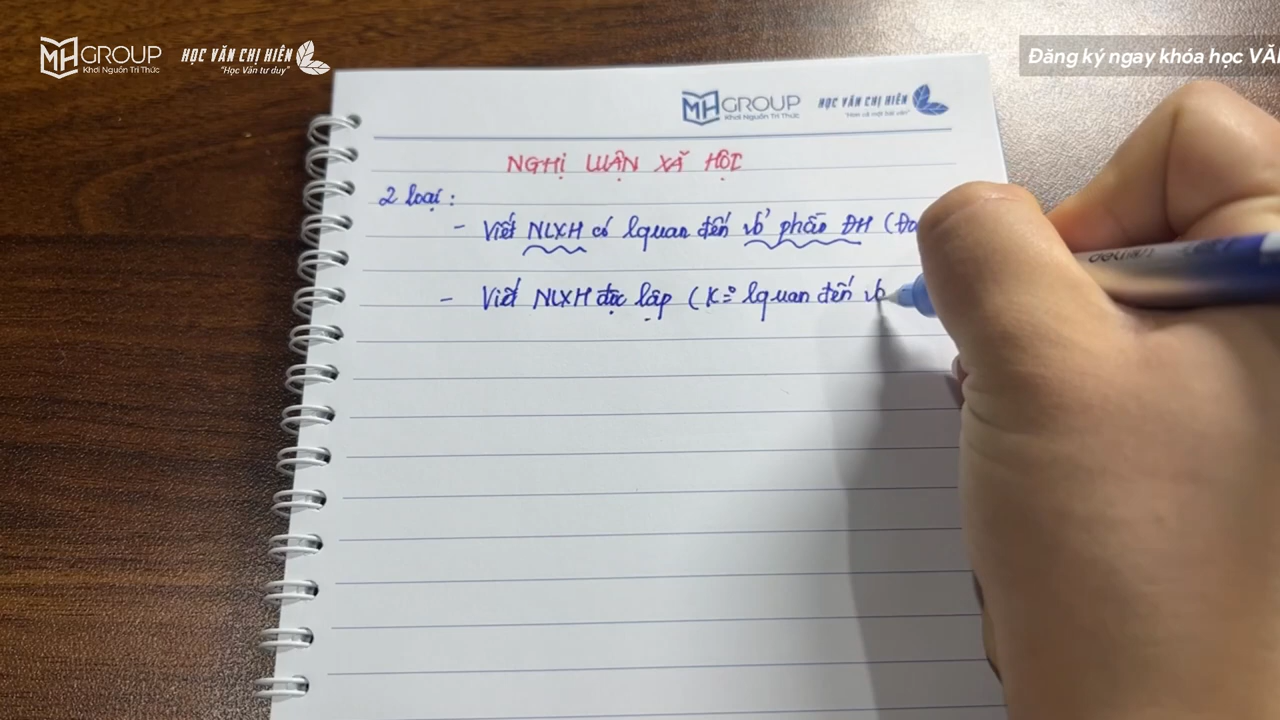 MH GROUP
Khơi Nguồn Tri Thức
HỌC VĂN CHỊ HIÊN
"Học Văn tư duy"
Đăng ký ngay khóa học VĂ
MH GROUP
Khơi Nguồn Tri Thức
HỌC VĂN CHỊ HIÊN
NGHỊ LUẬN XÃ HỘI
2 loại :
- Viết NLXH có lquan đến vb phần ĐH (Đo
- Viết NLXH độc lập (K= lquan đến vb